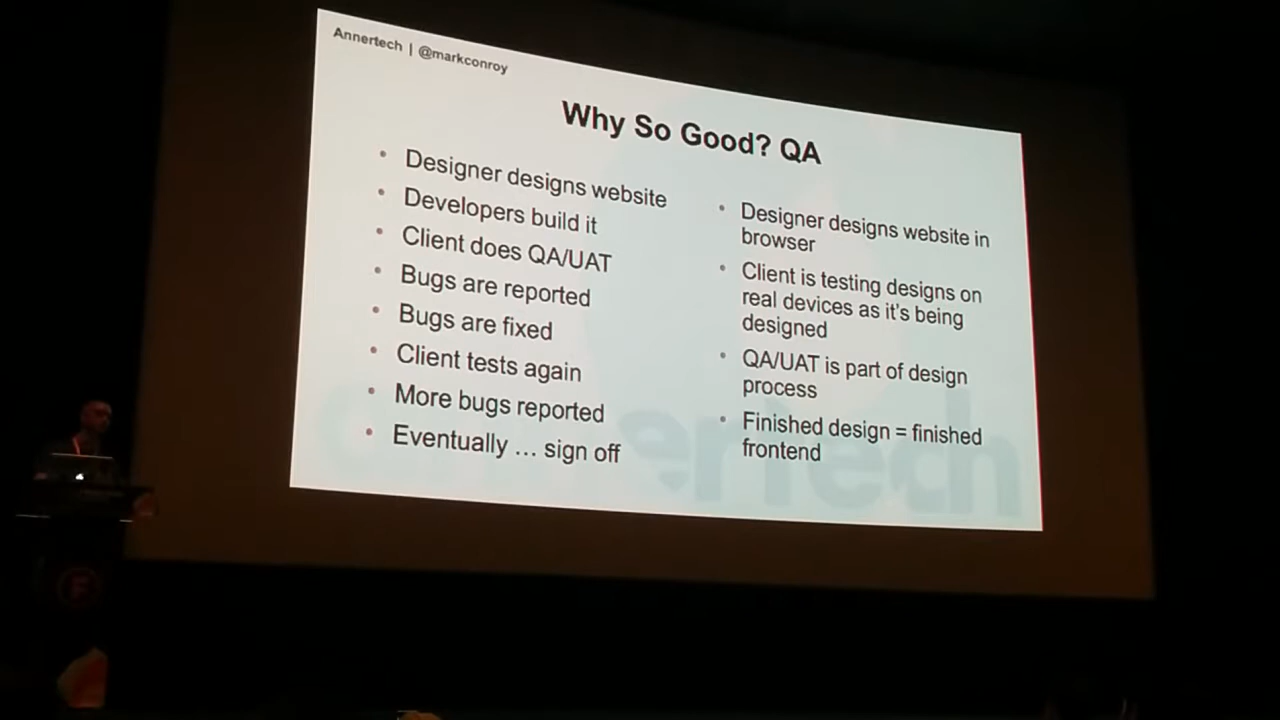 Annertech | @markconroy
Why So Good? QA
• Designer designs website
• Developers build it
• Client does QA/UAT
• Bugs are reported
• Bugs are fixed
• Client tests again
• More bugs reported
• Eventually … sign off
• Designer designs website in
browser
• Client is testing designs on
real devices as it's being
designed
• QA/UAT is part of design
process
• Finished design = finished
frontend
annertech